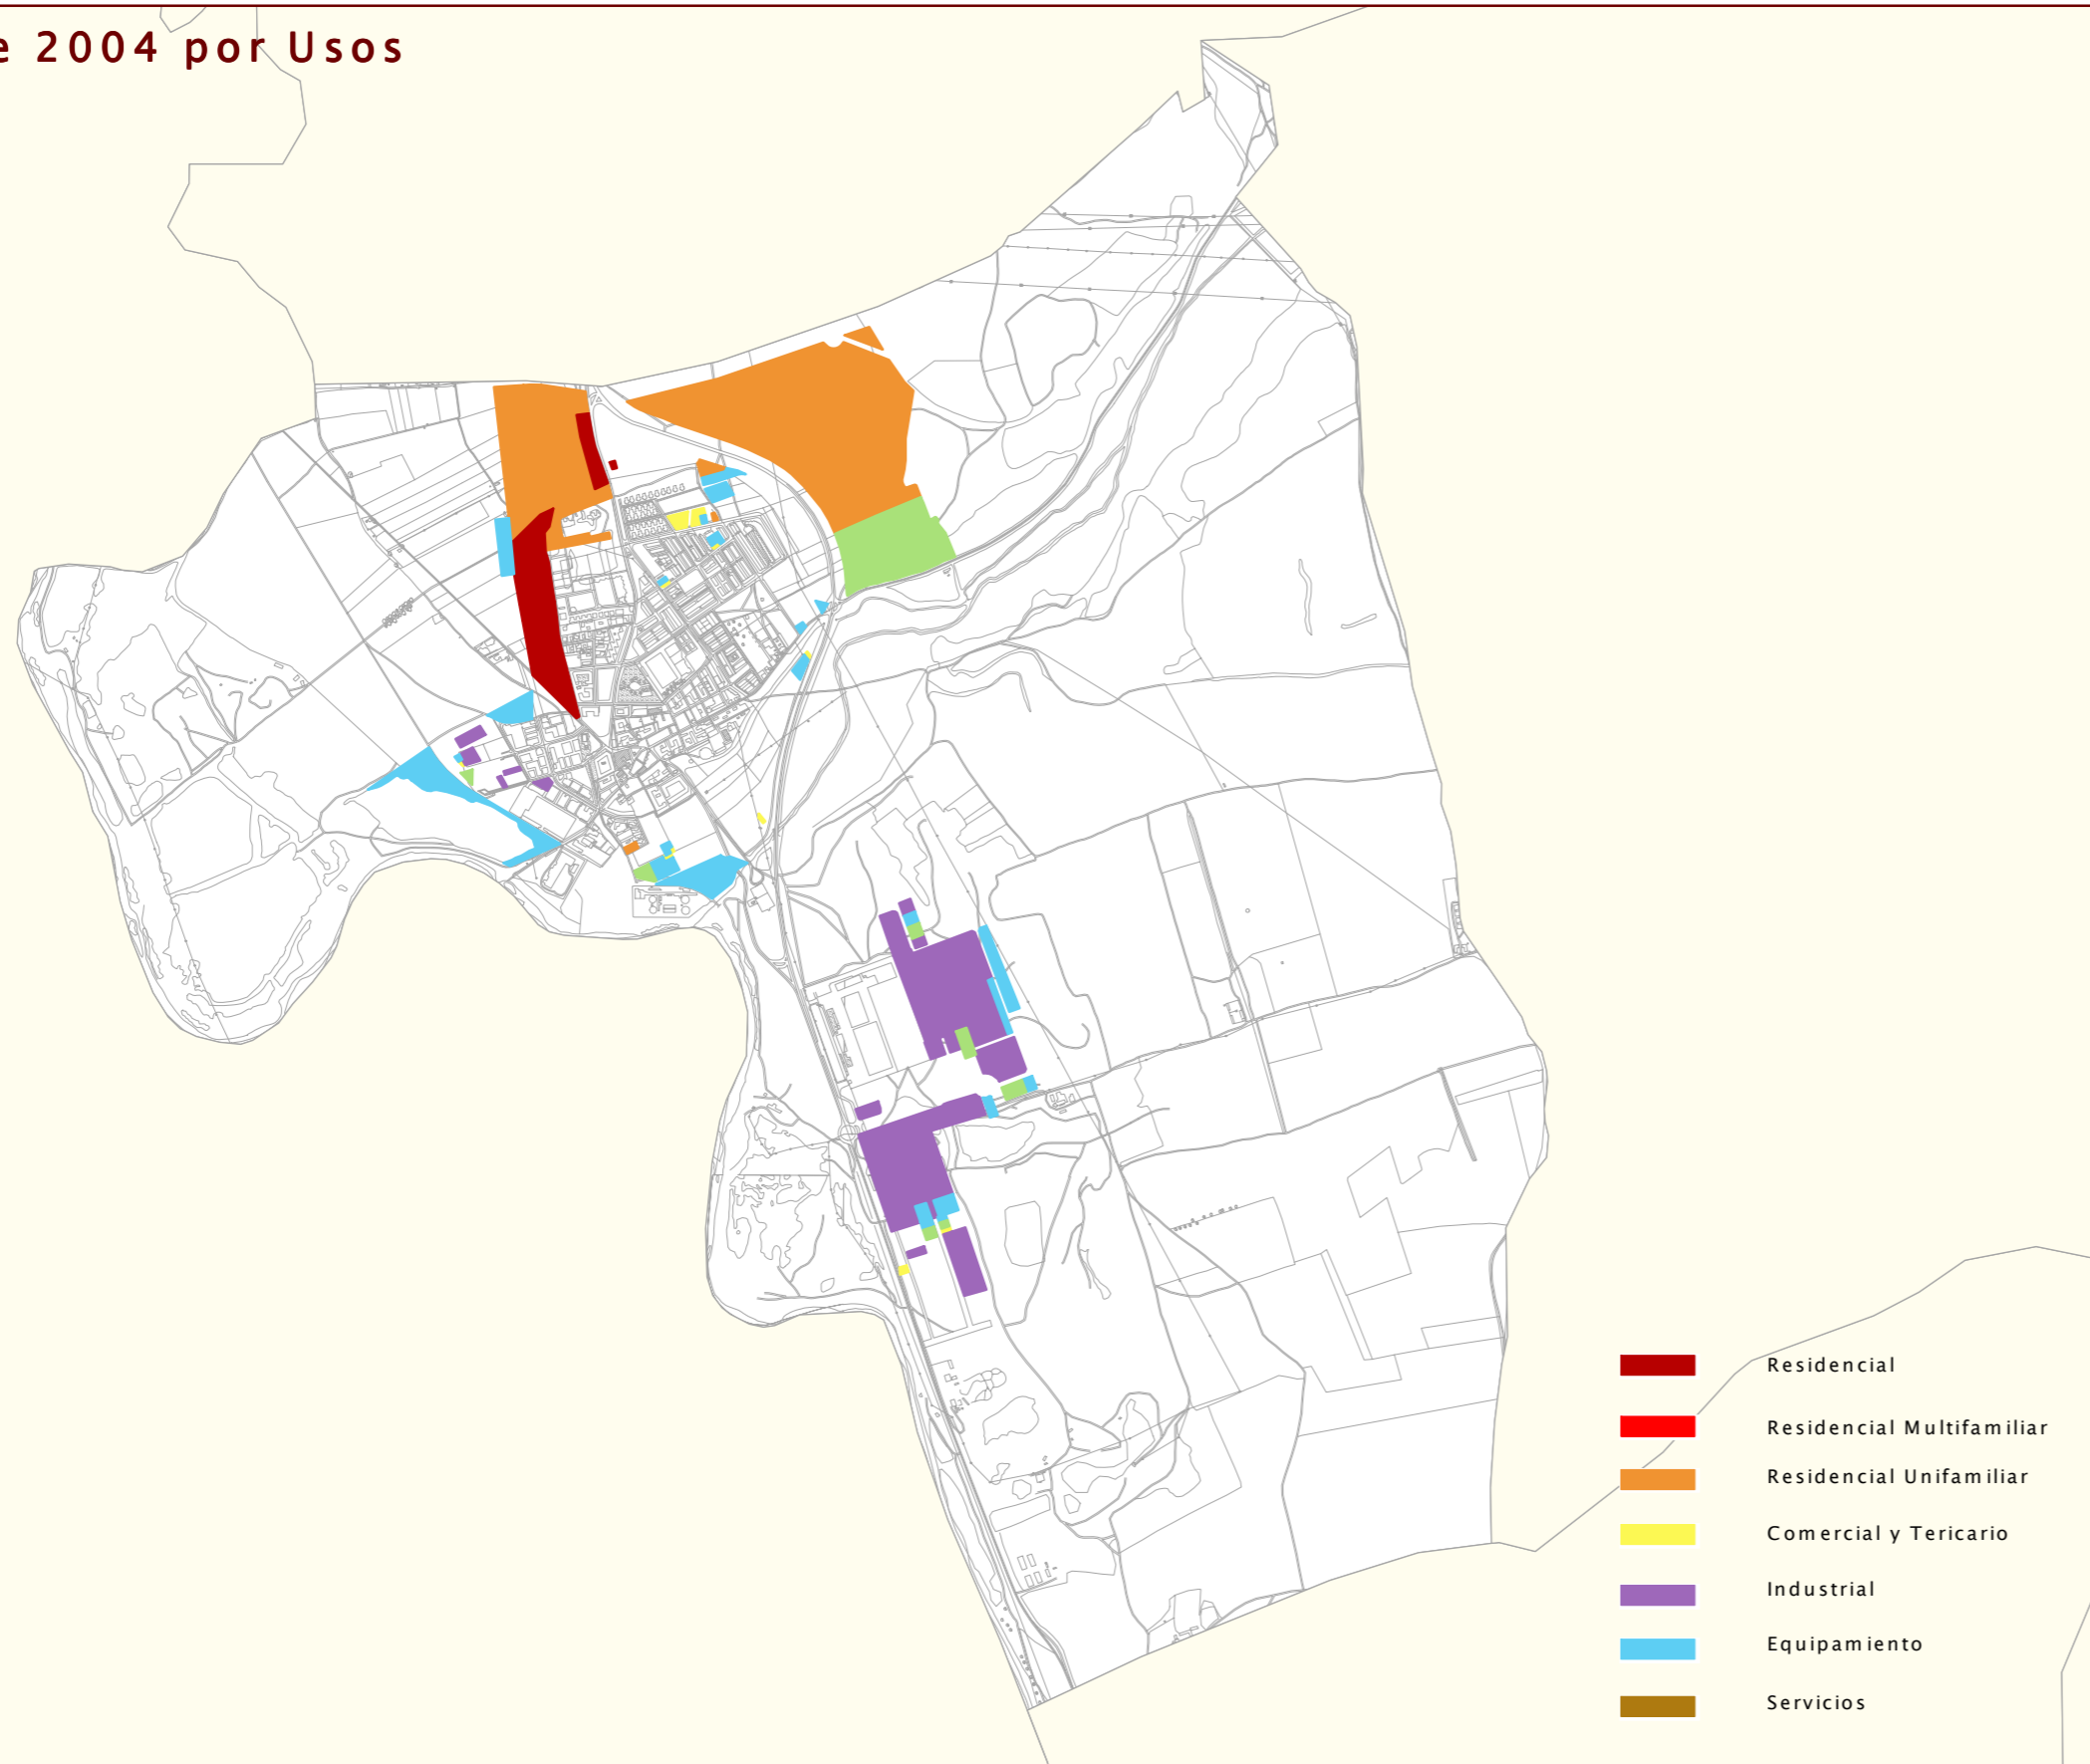 e 2004 por Usos
Residencial
Residencial Multifamiliar
Residencial Unifamiliar
Comercial y Tericario
Industrial
Equipamiento
Servicios